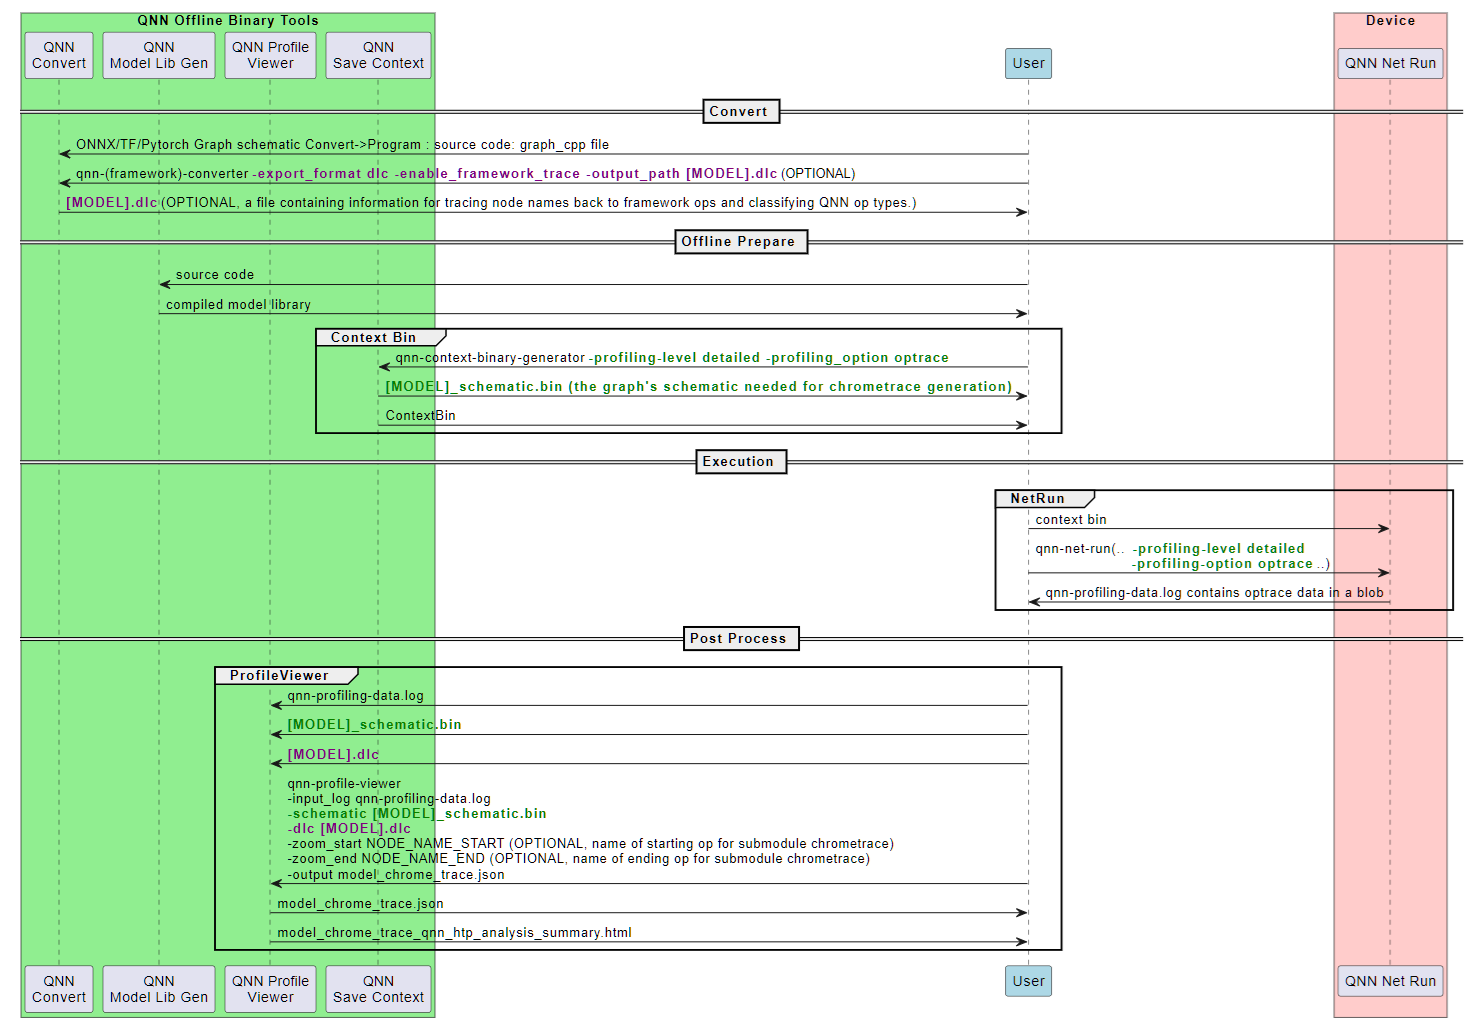 QNN Offline Binary Tools
Device
QNN
Convert
QNN
Model Lib Gen
QNN Profile
Viewer
QNN
Save Context
User
QNN Net Run
Convert
ONNX/TF/Pytorch Graph schematic Convert->Program : source code: graph_cpp file
qnn-(framework)-converter -export_format dlc -enable_framework_trace -output_path [MODEL].dlc (OPTIONAL)
[MODEL].dlc (OPTIONAL, a file containing information for tracing node names back to framework ops and classifying QNN op types.)
Offline Prepare
source code
compiled model library
Context Bin
qnn-context-binary-generator -profiling-level detailed -profiling_option optrace
[MODEL]_schematic.bin (the graph's schematic needed for chrometrace generation)
ContextBin
Execution
NetRun
context bin
qnn-net-run(.. -profiling-level detailed
-profiling-option optrace ..)
qnn-profiling-data.log contains optrace data in a blob
Post Process
ProfileViewer
qnn-profiling-data.log
[MODEL]_schematic.bin
[MODEL].dlc
qnn-profile-viewer
-input_log qnn-profiling-data.log
-schematic [MODEL]_schematic.bin
-dlc [MODEL].dlc
-zoom_start NODE_NAME_START (OPTIONAL, name of starting op for submodule chrometrace)
-zoom_end NODE_NAME_END (OPTIONAL, name of ending op for submodule chrometrace)
-output model_chrome_trace.json
model_chrome_trace.json
model_chrome_trace_qnn_htp_analysis_summary.html
QNN
Convert
QNN
Model Lib Gen
QNN Profile
Viewer
QNN
Save Context
User
QNN Net Run